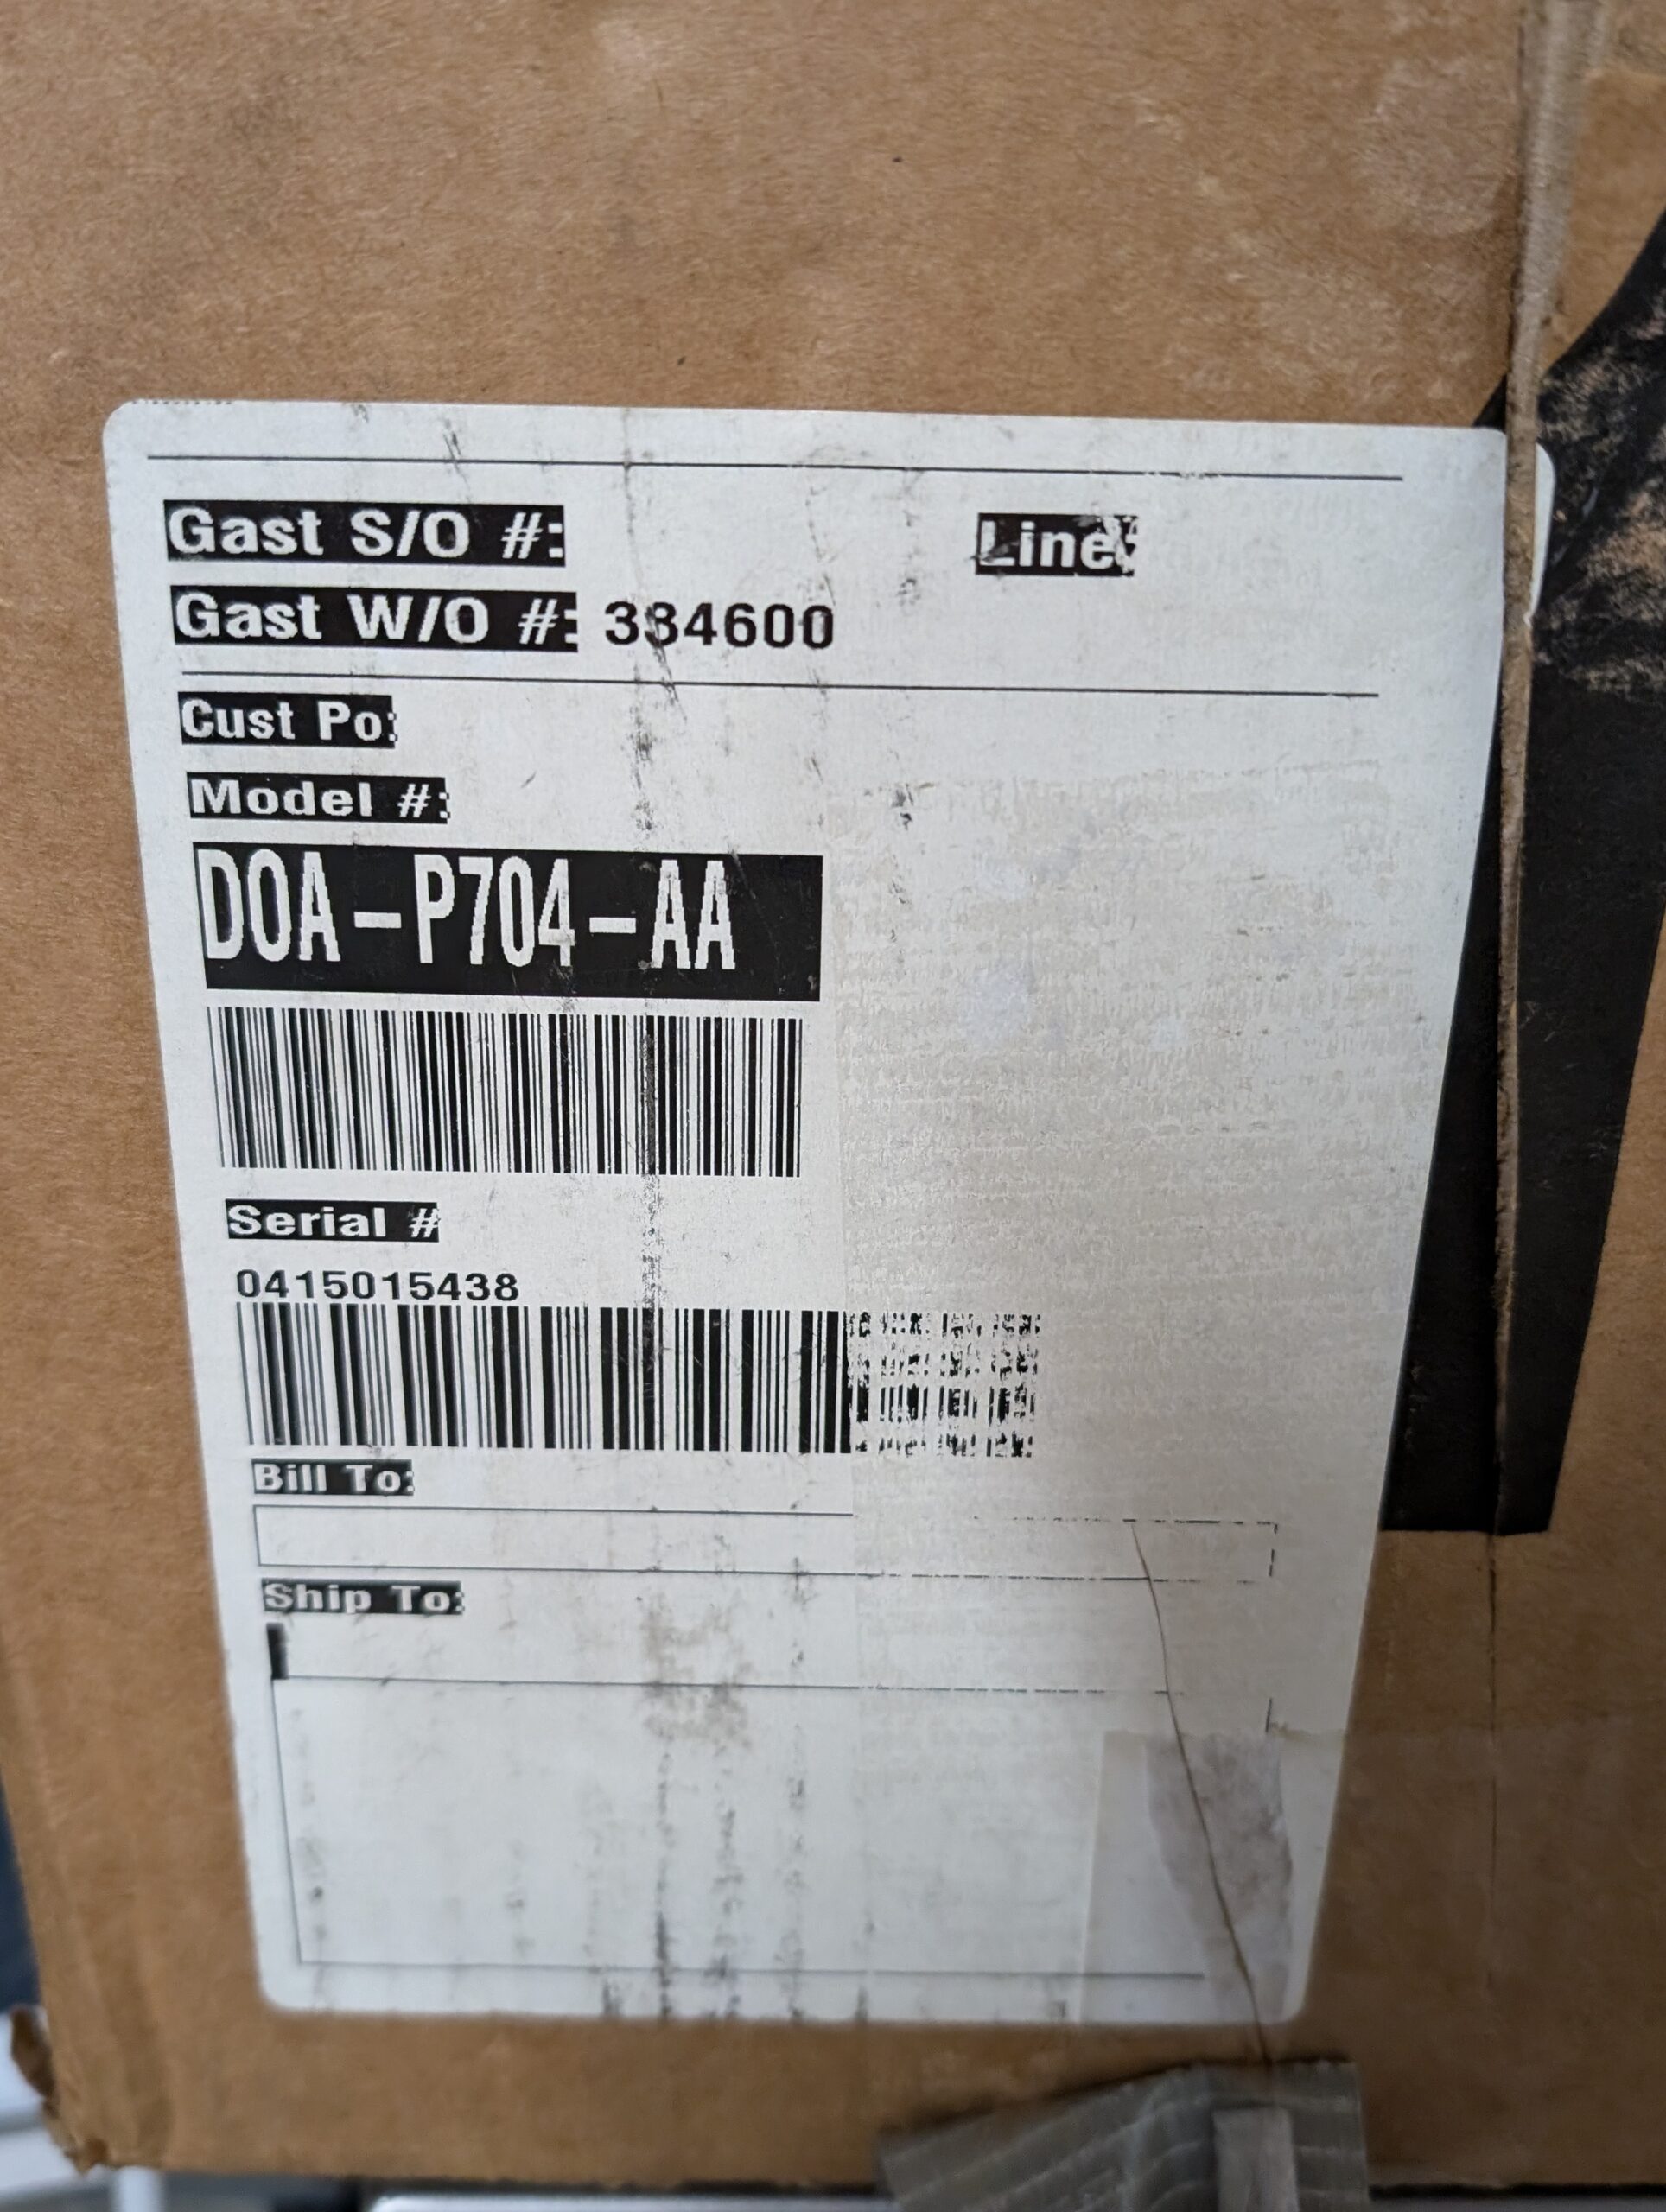 Gast S/O #: Line:
Gast W/O #: 334600
Cust Po:
Model #:
DOA-P704-AA
Serial #
0415015438
Bill To:
Ship To: